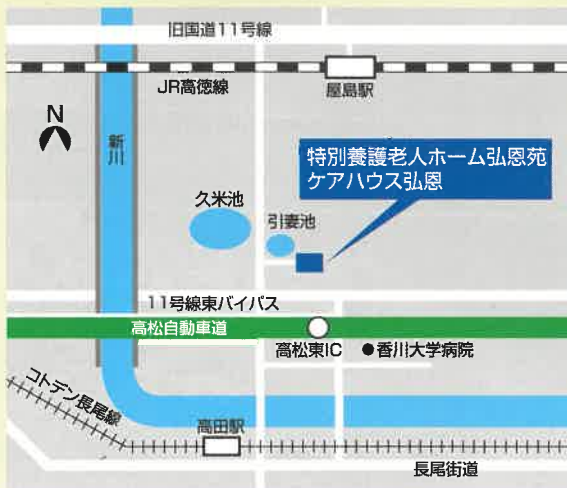 旧国道11号線
JR高徳線
屋島駅
N
新川
特別養護老人ホーム弘恩苑
ケアハウス弘恩
久米池
引妻池
11号線東バイパス
高松自動車道
高松東IC
●香川大学病院
コトデン長尾線
高田駅
長尾街道